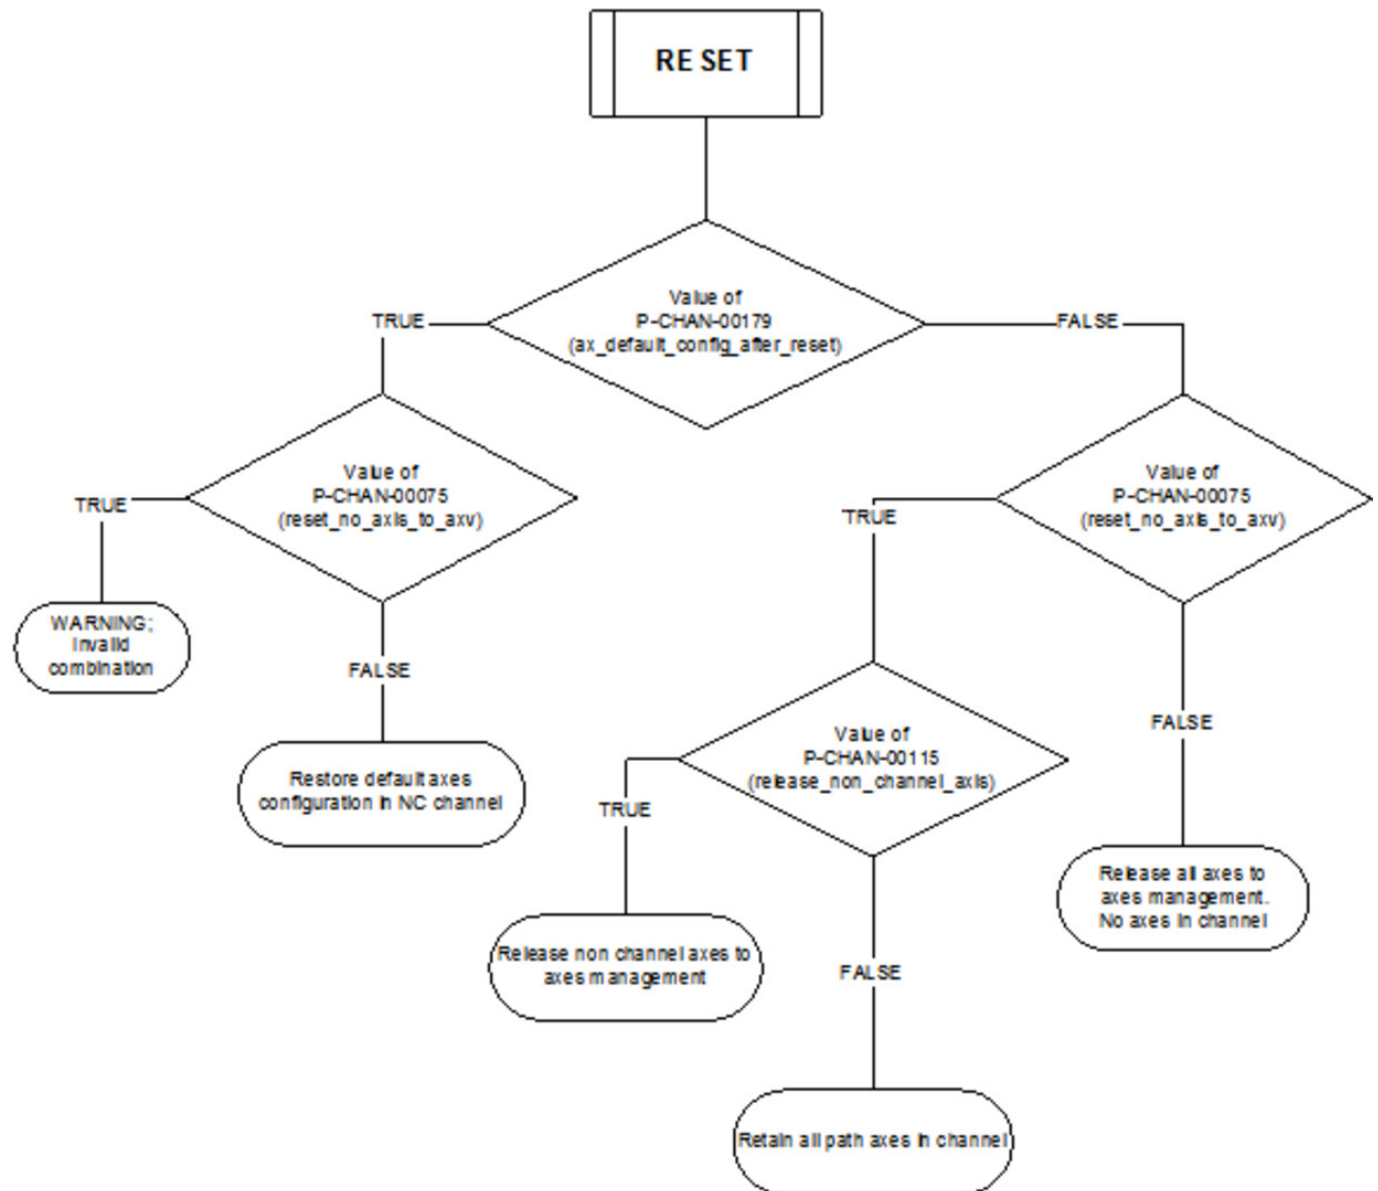 RESET
Value of
P-CHAN-00179
(ax_default_config_after_reset)
TRUE
FALSE
Value of
P-CHAN-00075
(reset_no_axis_to_axv)
TRUE
Value of
P-CHAN-00075
(reset_no_axis_to_axv)
TRUE
WARNING;
Invalid
combination
FALSE
FALSE
Restore default axes
configuration in NC channel
Value of
P-CHAN-00115
(release_non_channel_axis)
TRUE
Release all axes to
axes management.
No axes in channel
Release non channel axes to
axes management
FALSE
Retain all path axes in channel